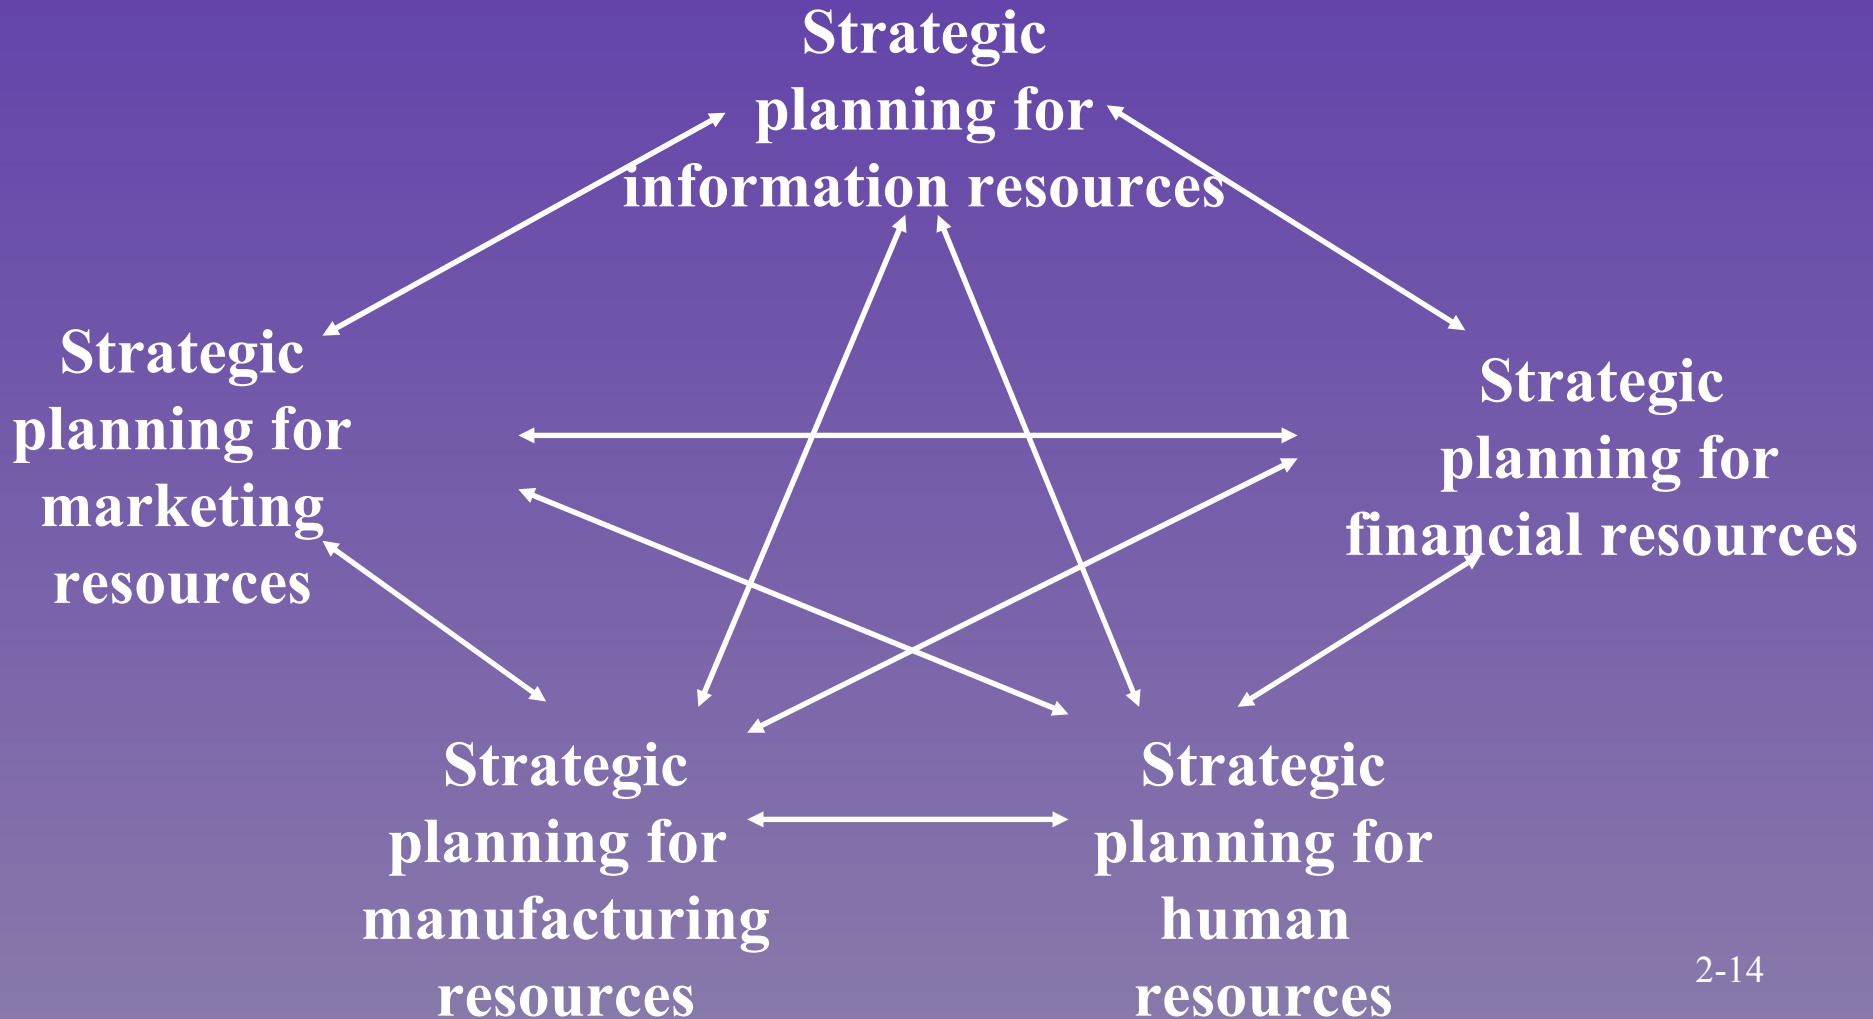 Strategic
planning for
information resources
Strategic
planning for
marketing
resources
Strategic
planning for
financial resources
Strategic
planning for
manufacturing
resources
Strategic
planning for
human
resources
2-14